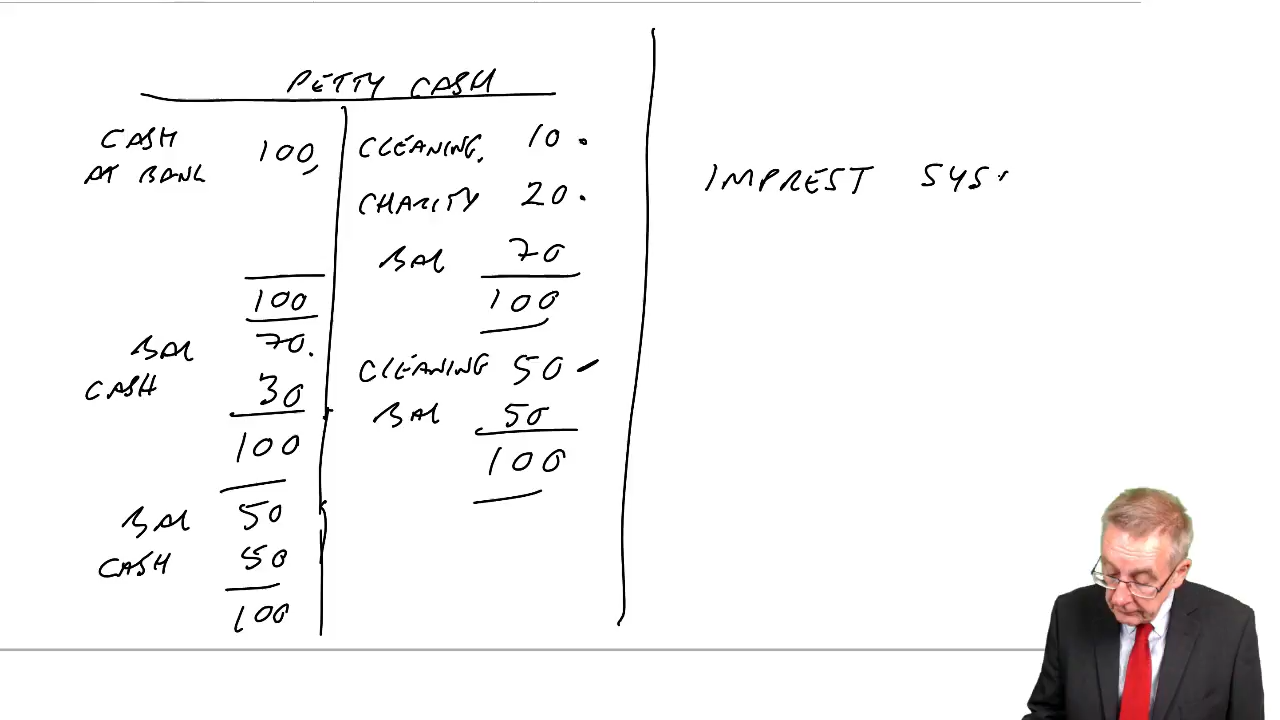 PETTY CASH
CASH AT BANK 100
CLEANING 10
CHARITY 20
BAL 70
100 100
BAL 70
CASH 30
100
CLEANING 50
BAL 50
100
BAL 50
CASH 50
100
IMPREST SYS